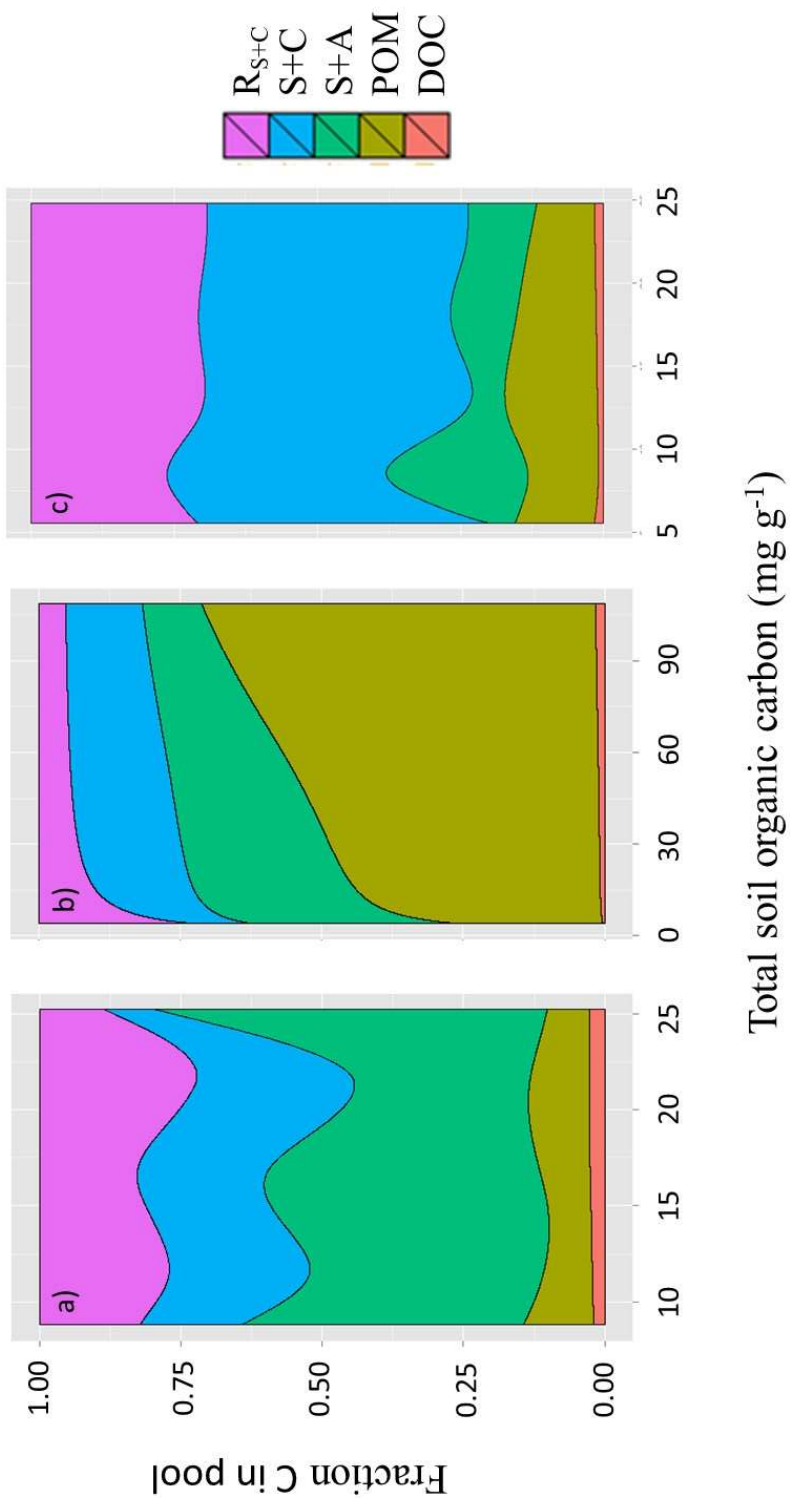 Fraction C in pool
1.00
0.75
0.50
0.25
0.00
a)
10
15
20
25
b)
0
30
60
90
c)
5
10
15
20
25
Total soil organic carbon (mg g-1)
RS+C
S+C
S+A
POM
DOC